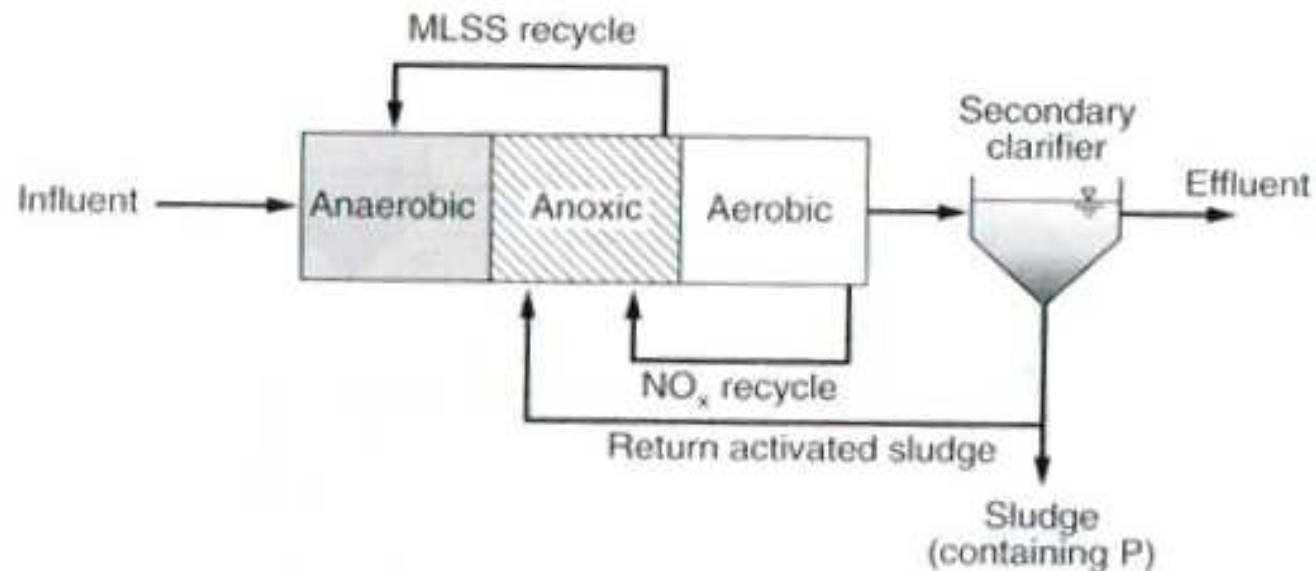 MLSS recycle
Secondary
clarifier
Influent
Anaerobic
Anoxic
Aerobic
Effluent
NOx recycle
Return activated sludge
Sludge
(containing P)